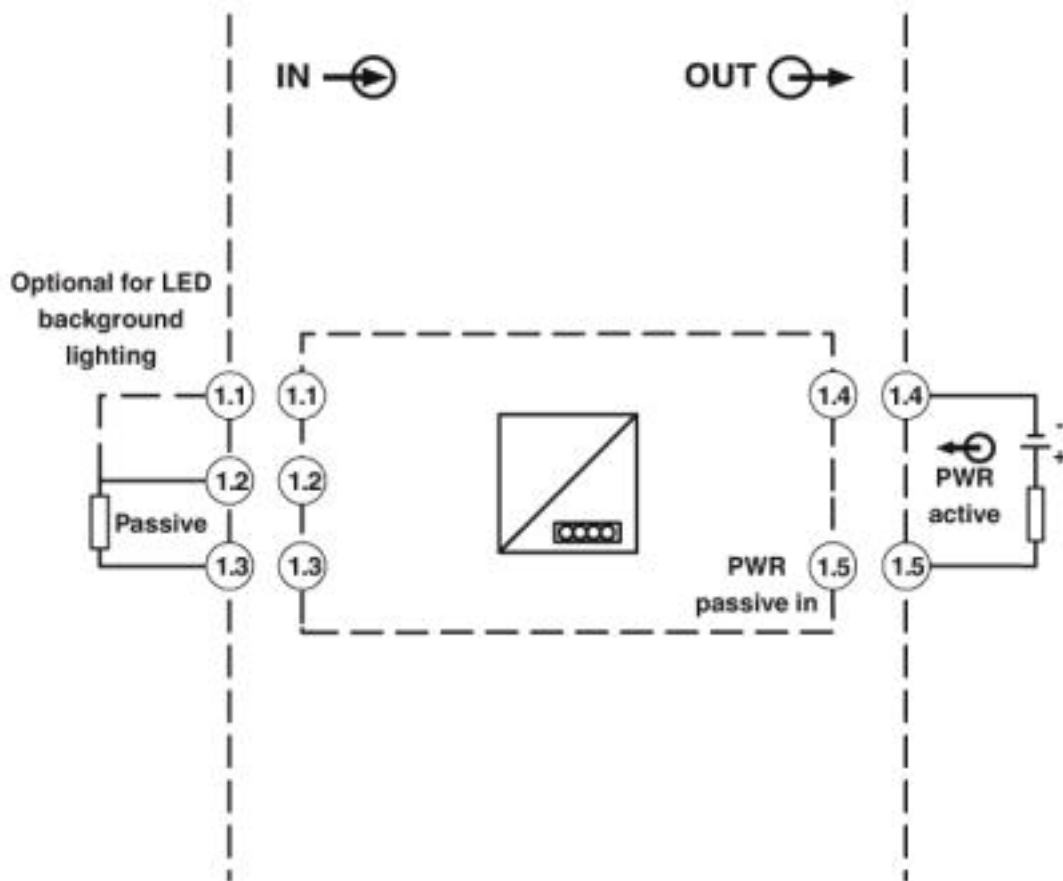 IN
OUT
Optional for LED
background
lighting
1.1
1.1
1.4
1.4
-
+
1.2
1.2
PWR
active
Passive
1.3
1.3
PWR
passive in
1.5
1.5